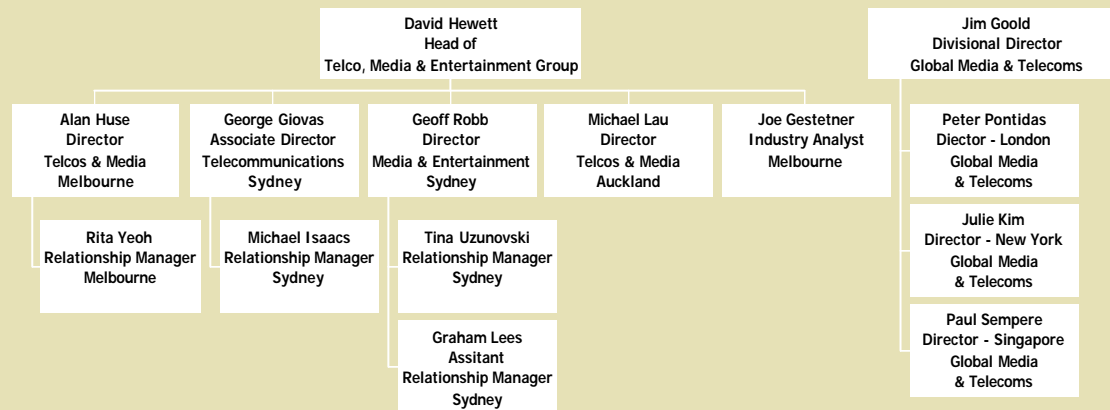 David Hewett
Head of
Telco, Media & Entertainment Group
Jim Goold
Divisional Director
Global Media & Telecoms
Alan Huse
Director
Telcos & Media
Melbourne
George Giovas
Associate Director
Telecommunications
Sydney
Geoff Robb
Director
Media & Entertainment
Sydney
Michael Lau
Director
Telcos & Media
Auckland
Joe Gestetner
Industry Analyst
Melbourne
Peter Pontidas
Diector - London
Global Media
& Telecoms
Rita Yeoh
Relationship Manager
Melbourne
Michael Isaacs
Relationship Manager
Sydney
Tina Uzunovski
Relationship Manager
Sydney
Julie Kim
Director - New York
Global Media
& Telecoms
Graham Lees
Assitant
Relationship Manager
Sydney
Paul Sempere
Director - Singapore
Global Media
& Telecoms